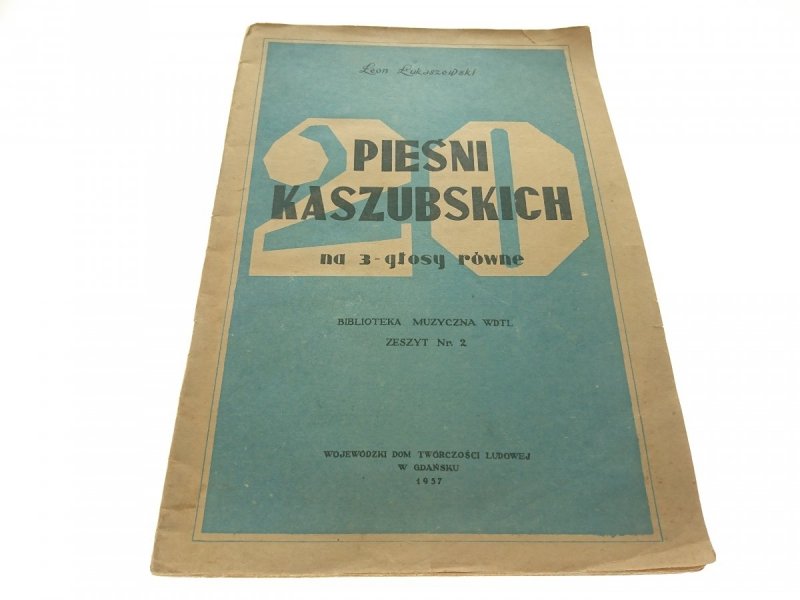 Leon Łukaszowski
20
PIEŚNI
KASZUBSKICH
na 3-głosy równe
BIBLIOTEKA MUZYCZNA WDTL
ZESZYT Nr. 2
WOJEWÓDZKI DOM TWÓRCZOŚCI LUDOWEJ
W GDAŃSKU
1957